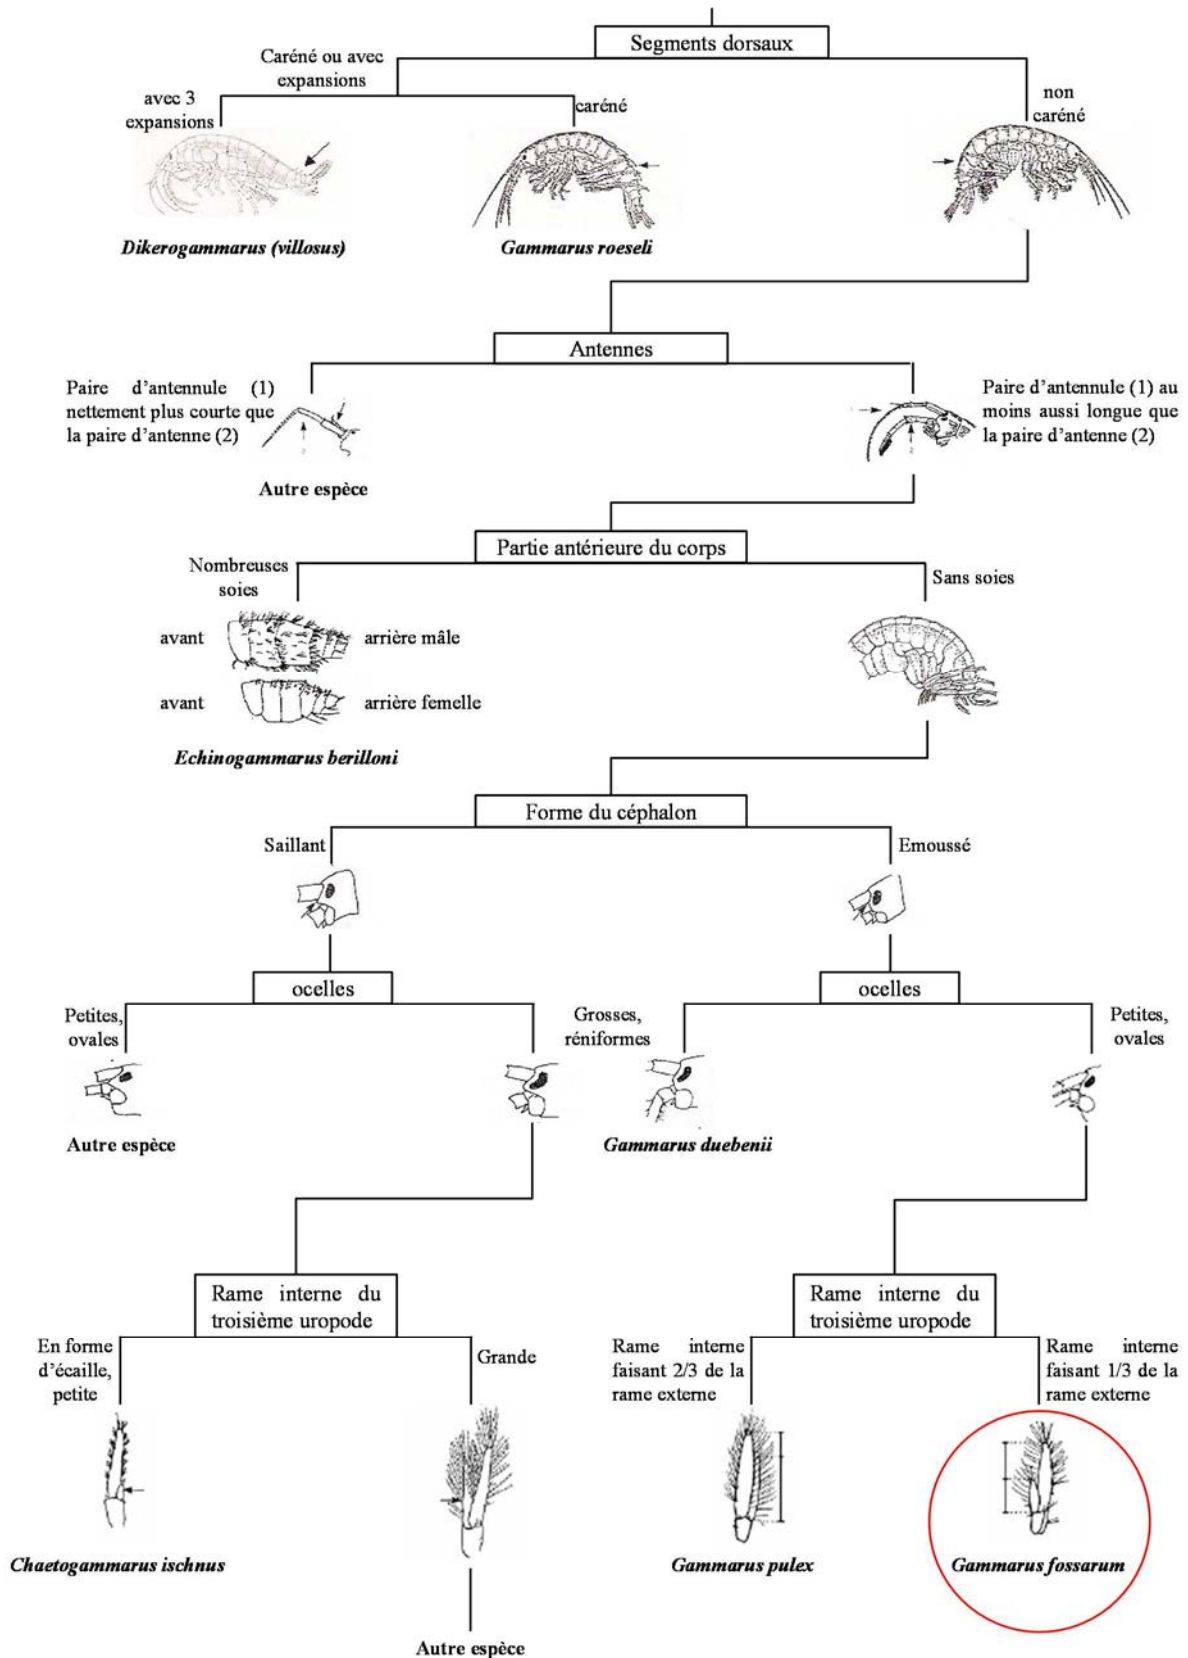 Segments dorsaux
Caréné ou avec
expansions
avec 3
expansions
caréné
non
caréné
Dikerogammarus (villosus)
Gammarus roeseli
Antennes
Paire d'antennule (1)
nettement plus courte que
la paire d'antenne (2)
Paire d'antennule (1) au
moins aussi longue que
la paire d'antenne (2)
Autre espèce
Partie antérieure du corps
Nombreuses
soies
Sans soies
avant
arrière mâle
avant
arrière femelle
Echinogammarus berilloni
Forme du céphalon
Saillant
Emoussé
ocelles
ocelles
Petites,
ovales
Grosses,
réniformes
Petites,
ovales
Autre espèce
Gammarus duebenii
Rame interne du
troisième uropode
Rame interne du
troisième uropode
En forme
d'écaille,
petite
Grande
Rame interne
faisant 2/3 de la
rame externe
Rame interne
faisant 1/3 de la
rame externe
Chaetogammarus ischnus
Gammarus pulex
Gammarus fossarum
Autre espèce